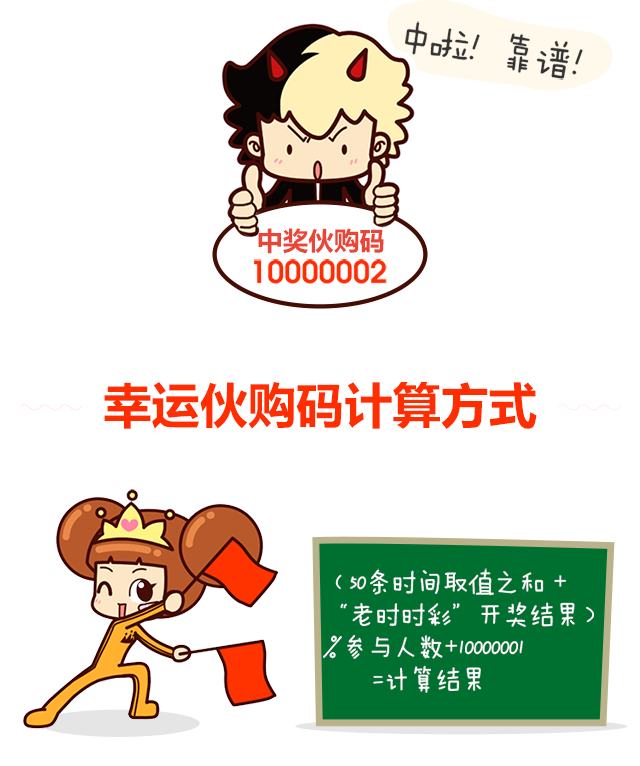 中啦! 靠谱!
中奖伙购码
10000002
幸运伙购码计算方式
(50条时间取值之和 +
“老时时彩” 开奖结果)
%参与人数+10000001
=计算结果